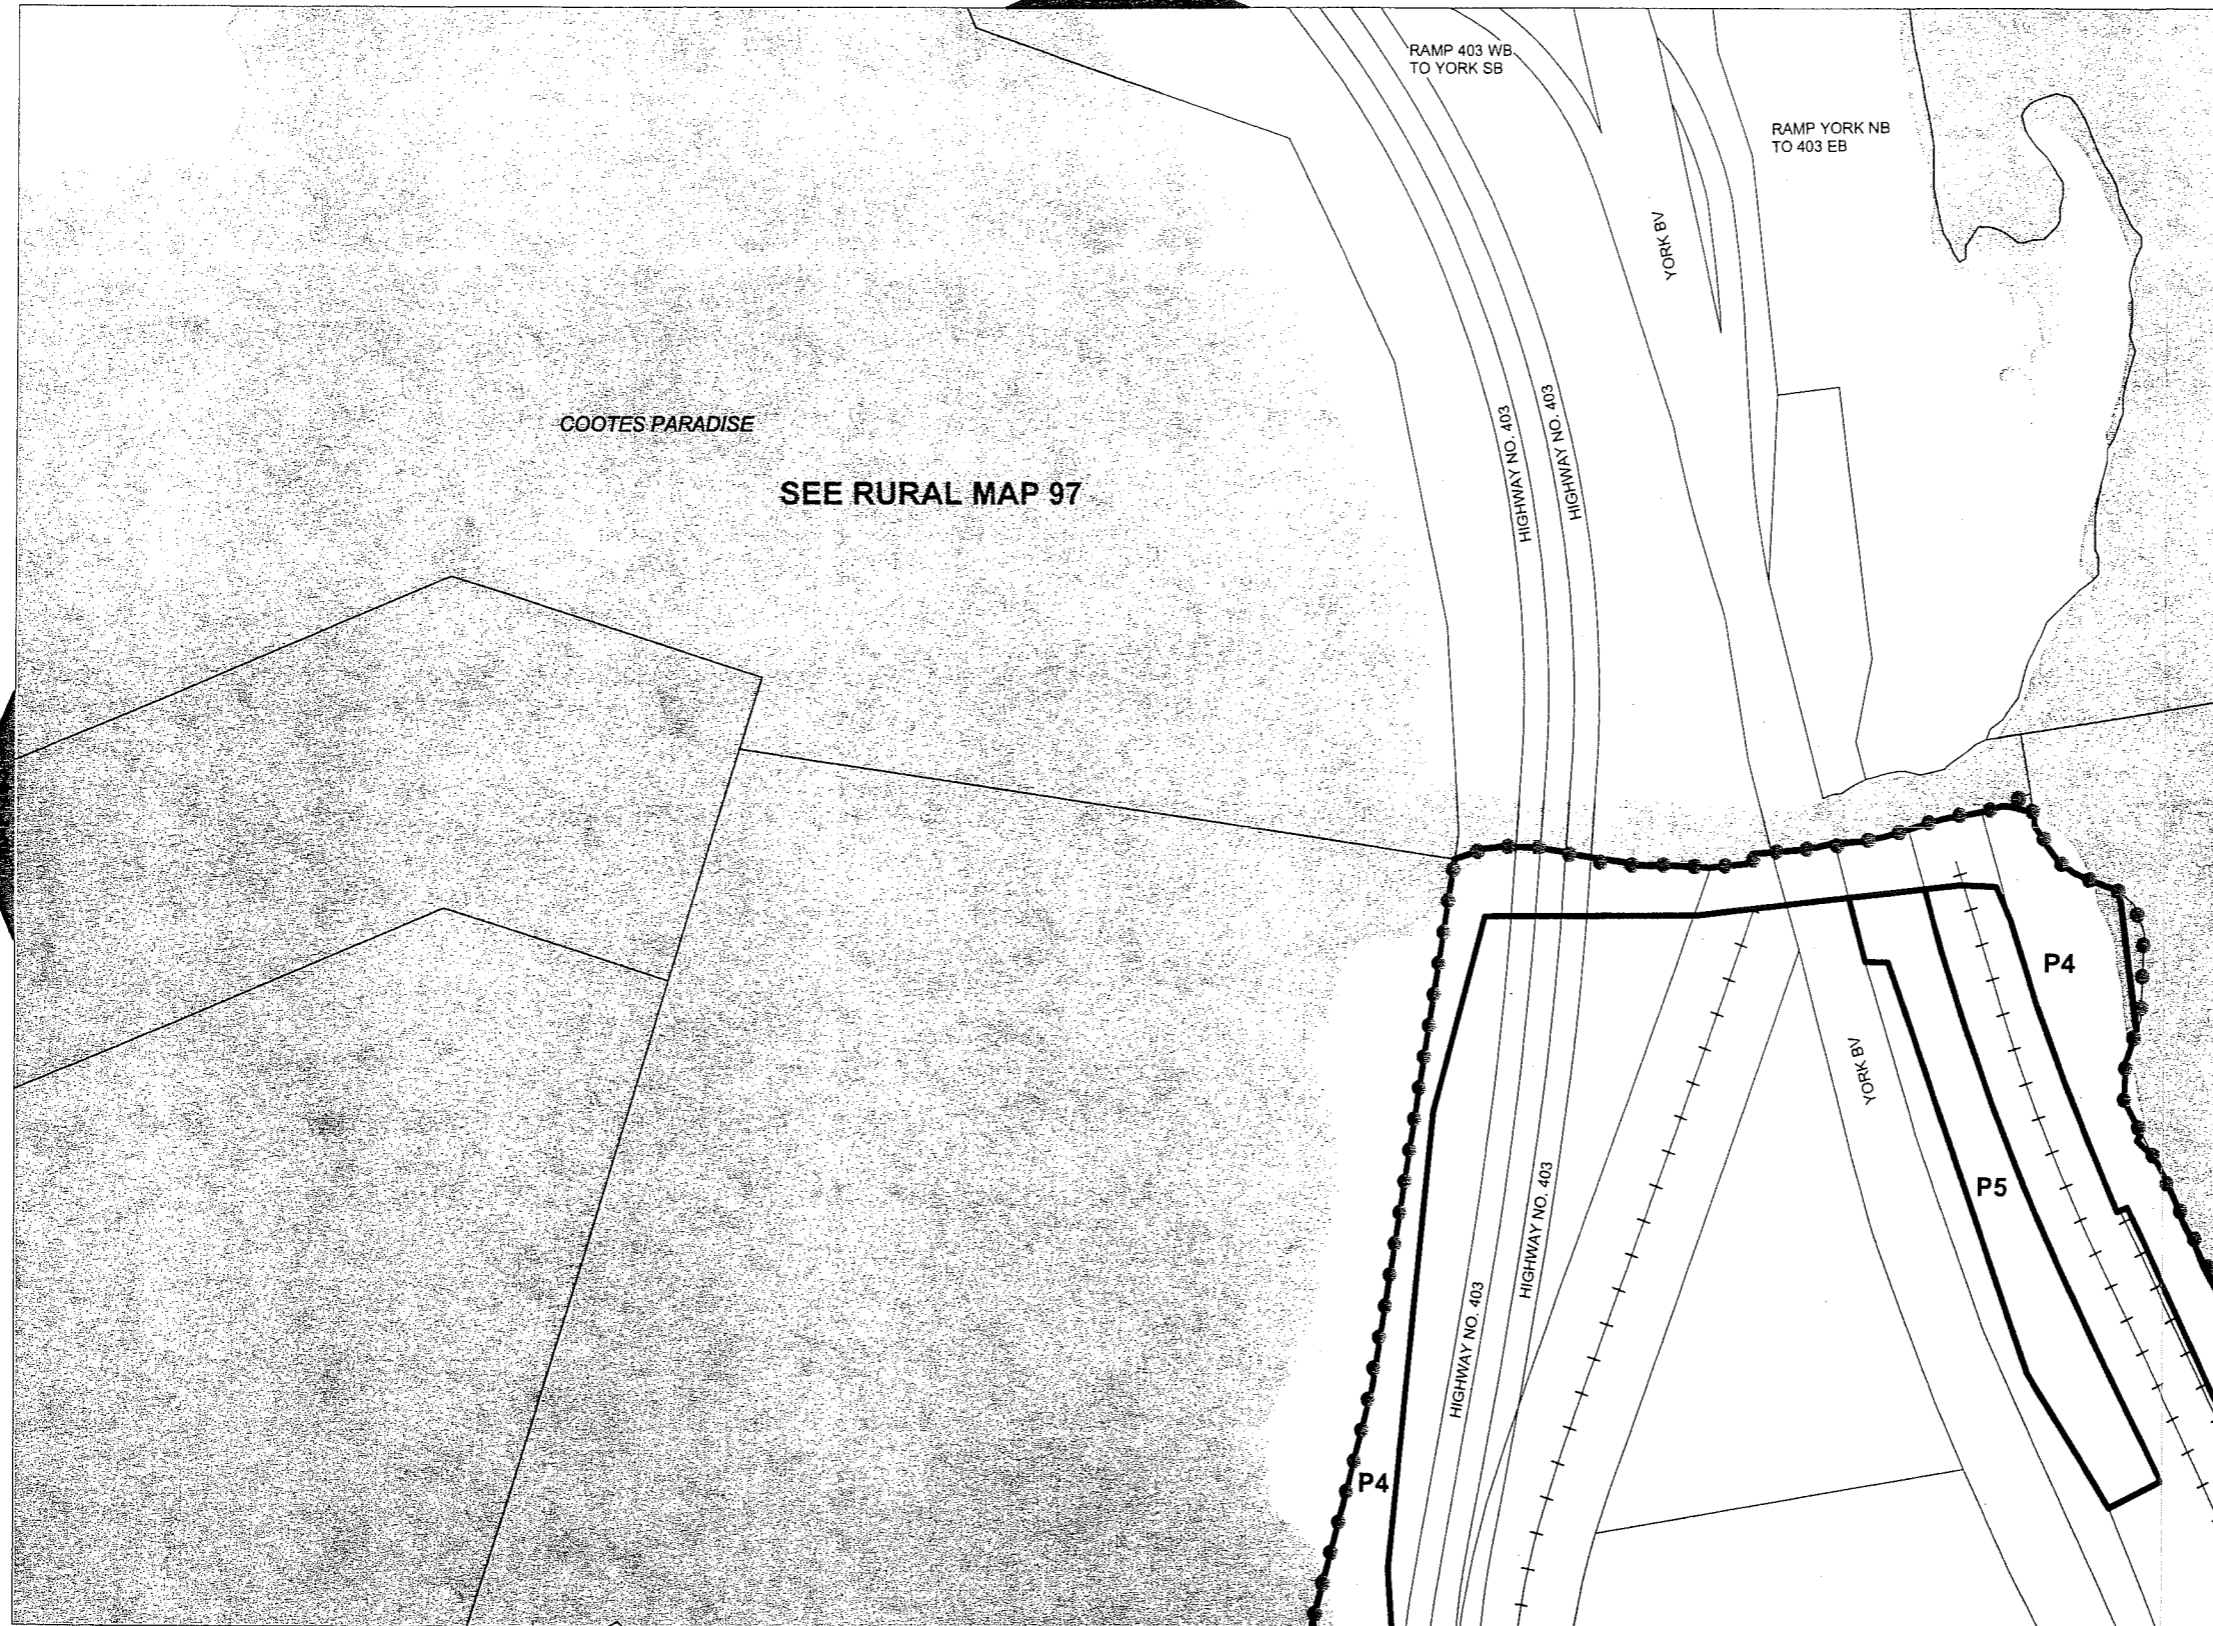 RAMP 403 WB
TO YORK SB
RAMP YORK NB
TO 403 EB
YORK BV
HIGHWAY NO. 403
HIGHWAY NO. 403
COOTES PARADISE
SEE RURAL MAP 97
P4
YORK BV
P5
HIGHWAY NO. 403
HIGHWAY NO. 403
P4